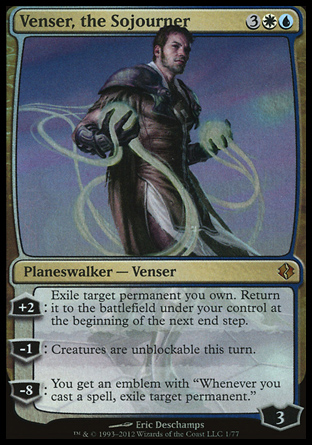 Venser, the Sojourner 3
Planeswalker — Venser
+2 : Exile target permanent you own. Return
it to the battlefield under your control at
the beginning of the next end step.
-1 : Creatures are unblockable this turn.
-8 : You get an emblem with “Whenever you
cast a spell, exile target permanent.”
3
Eric Deschamps
™ & © 1993–2012 Wizards of the Coast LLC 1/77